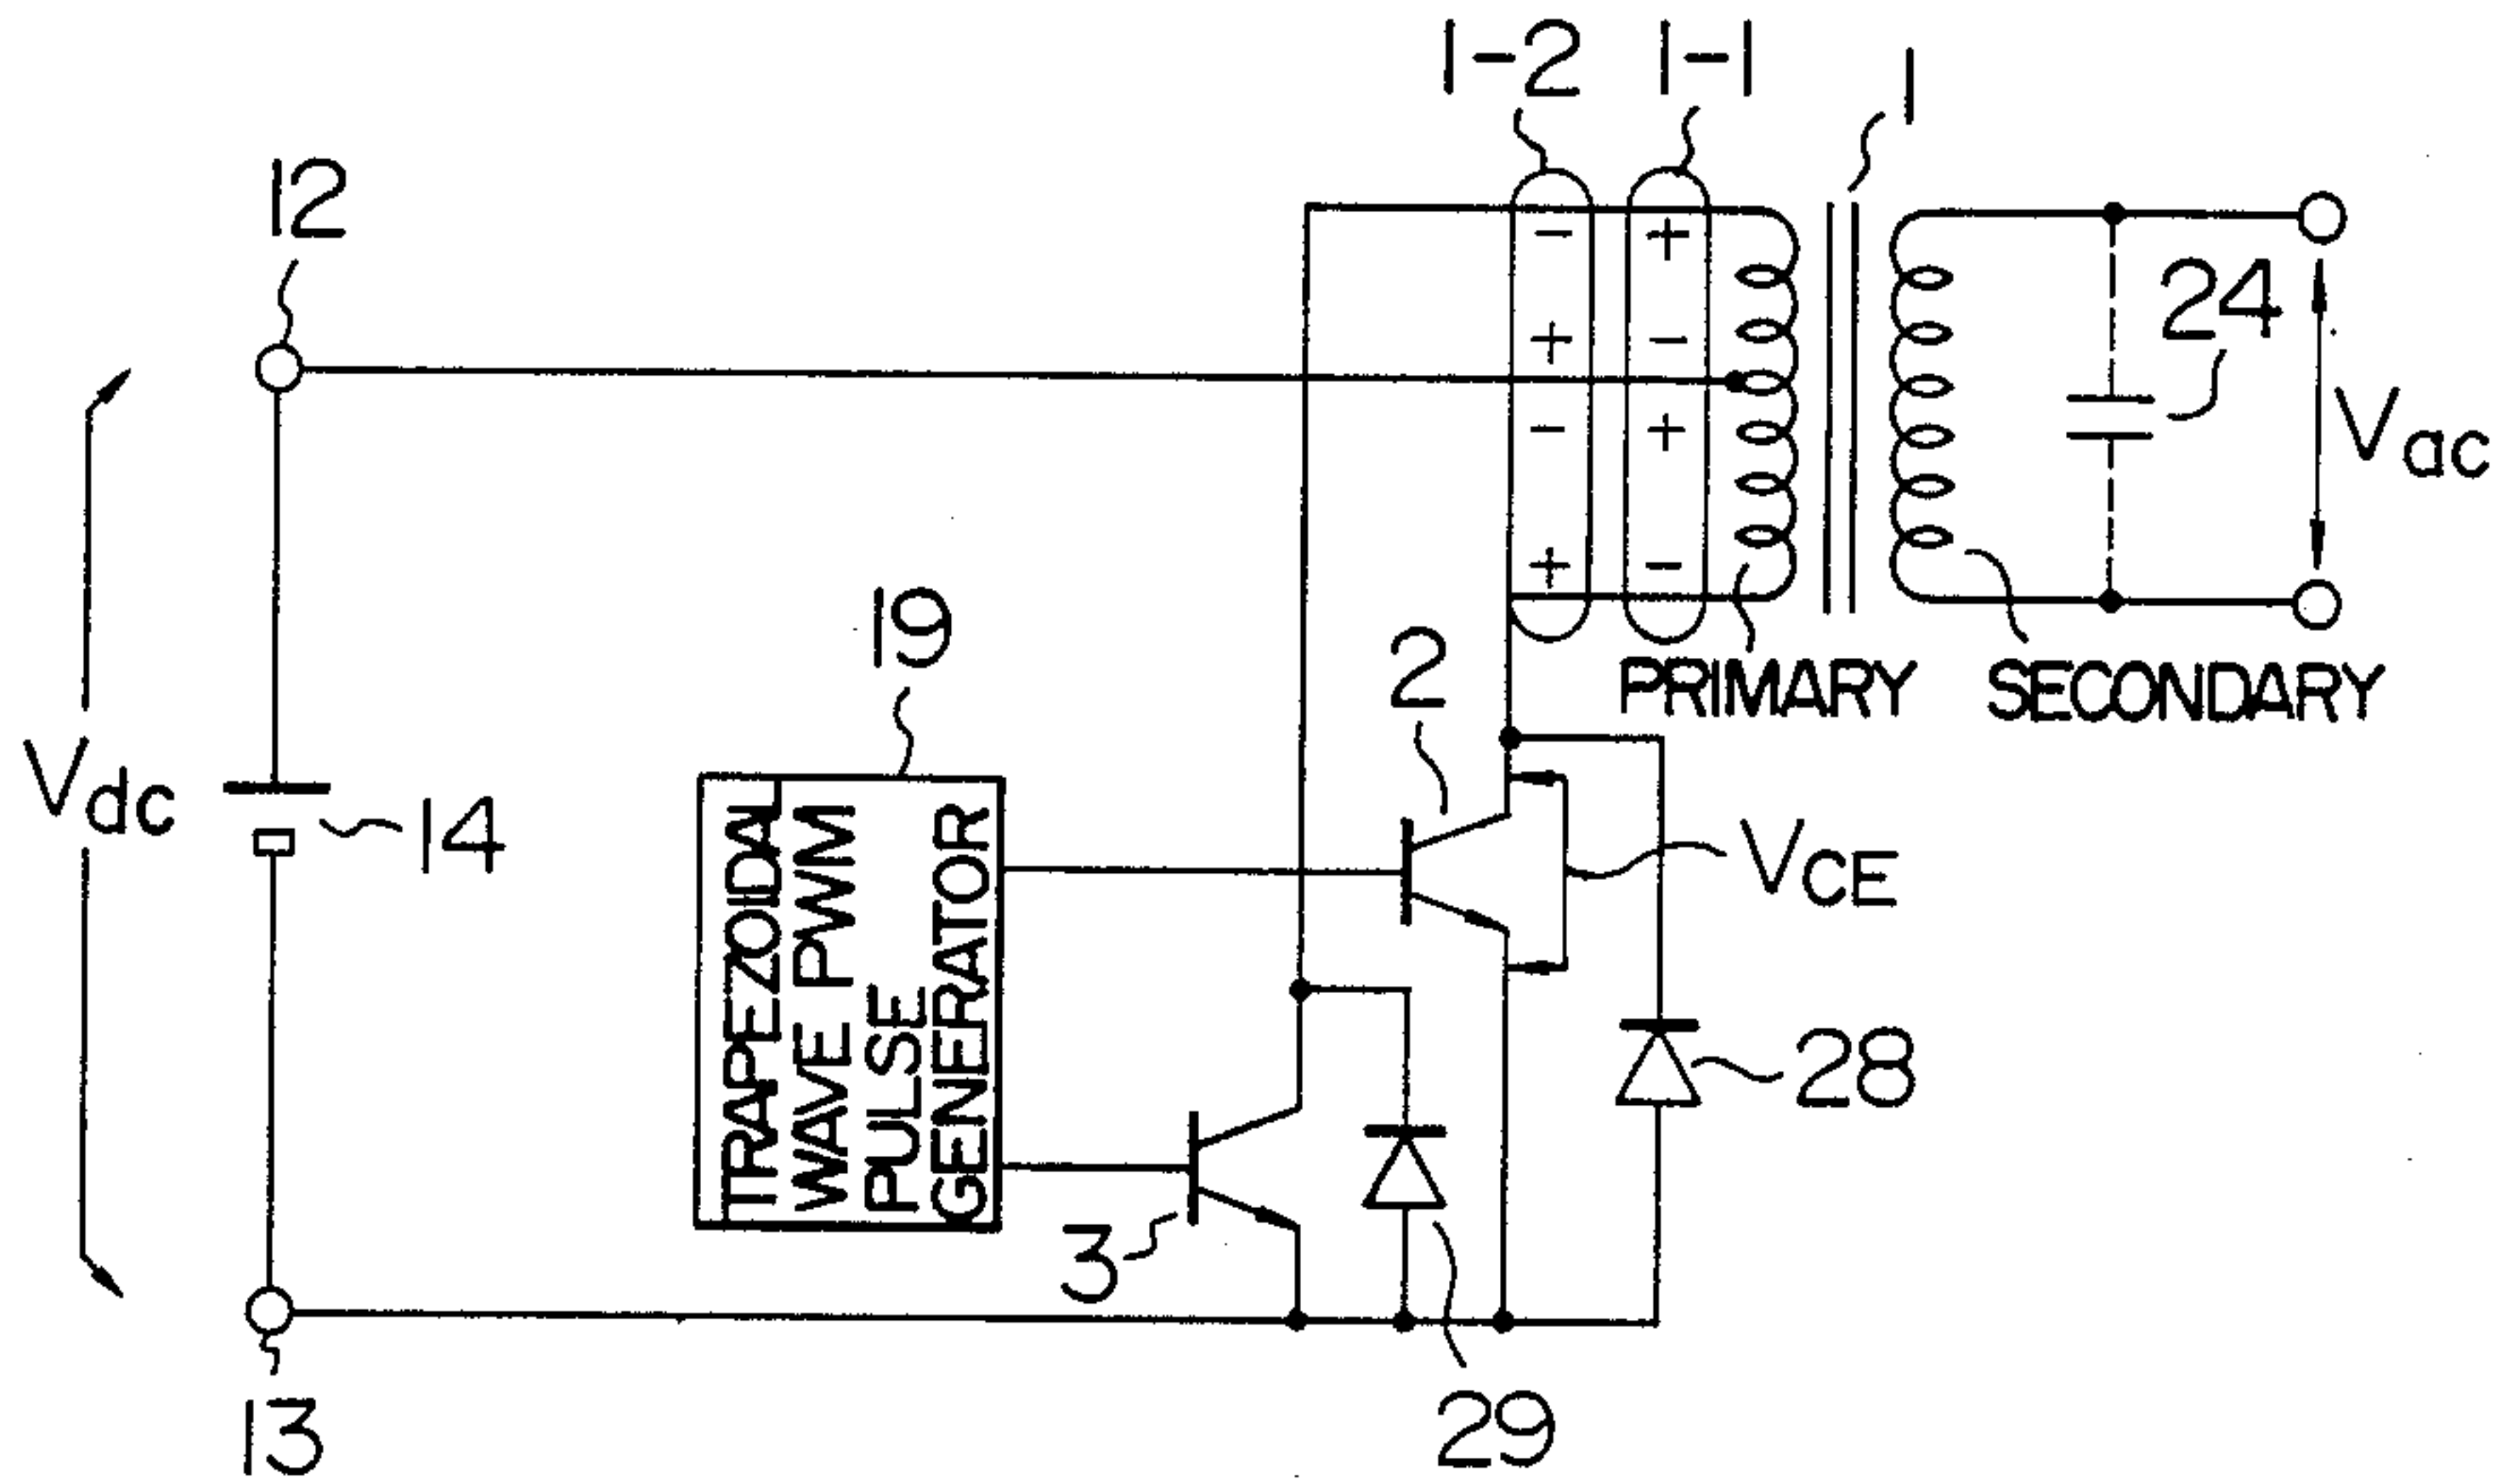 1-2
1-1
1
12
- +
+ -
24
- +
Vac
+ -
19
2
PRIMARY
SECONDARY
Vdc
14
TRAPEZOIDAL
WAVE PWM
PULSE
GENERATOR
VCE
28
3
29
13